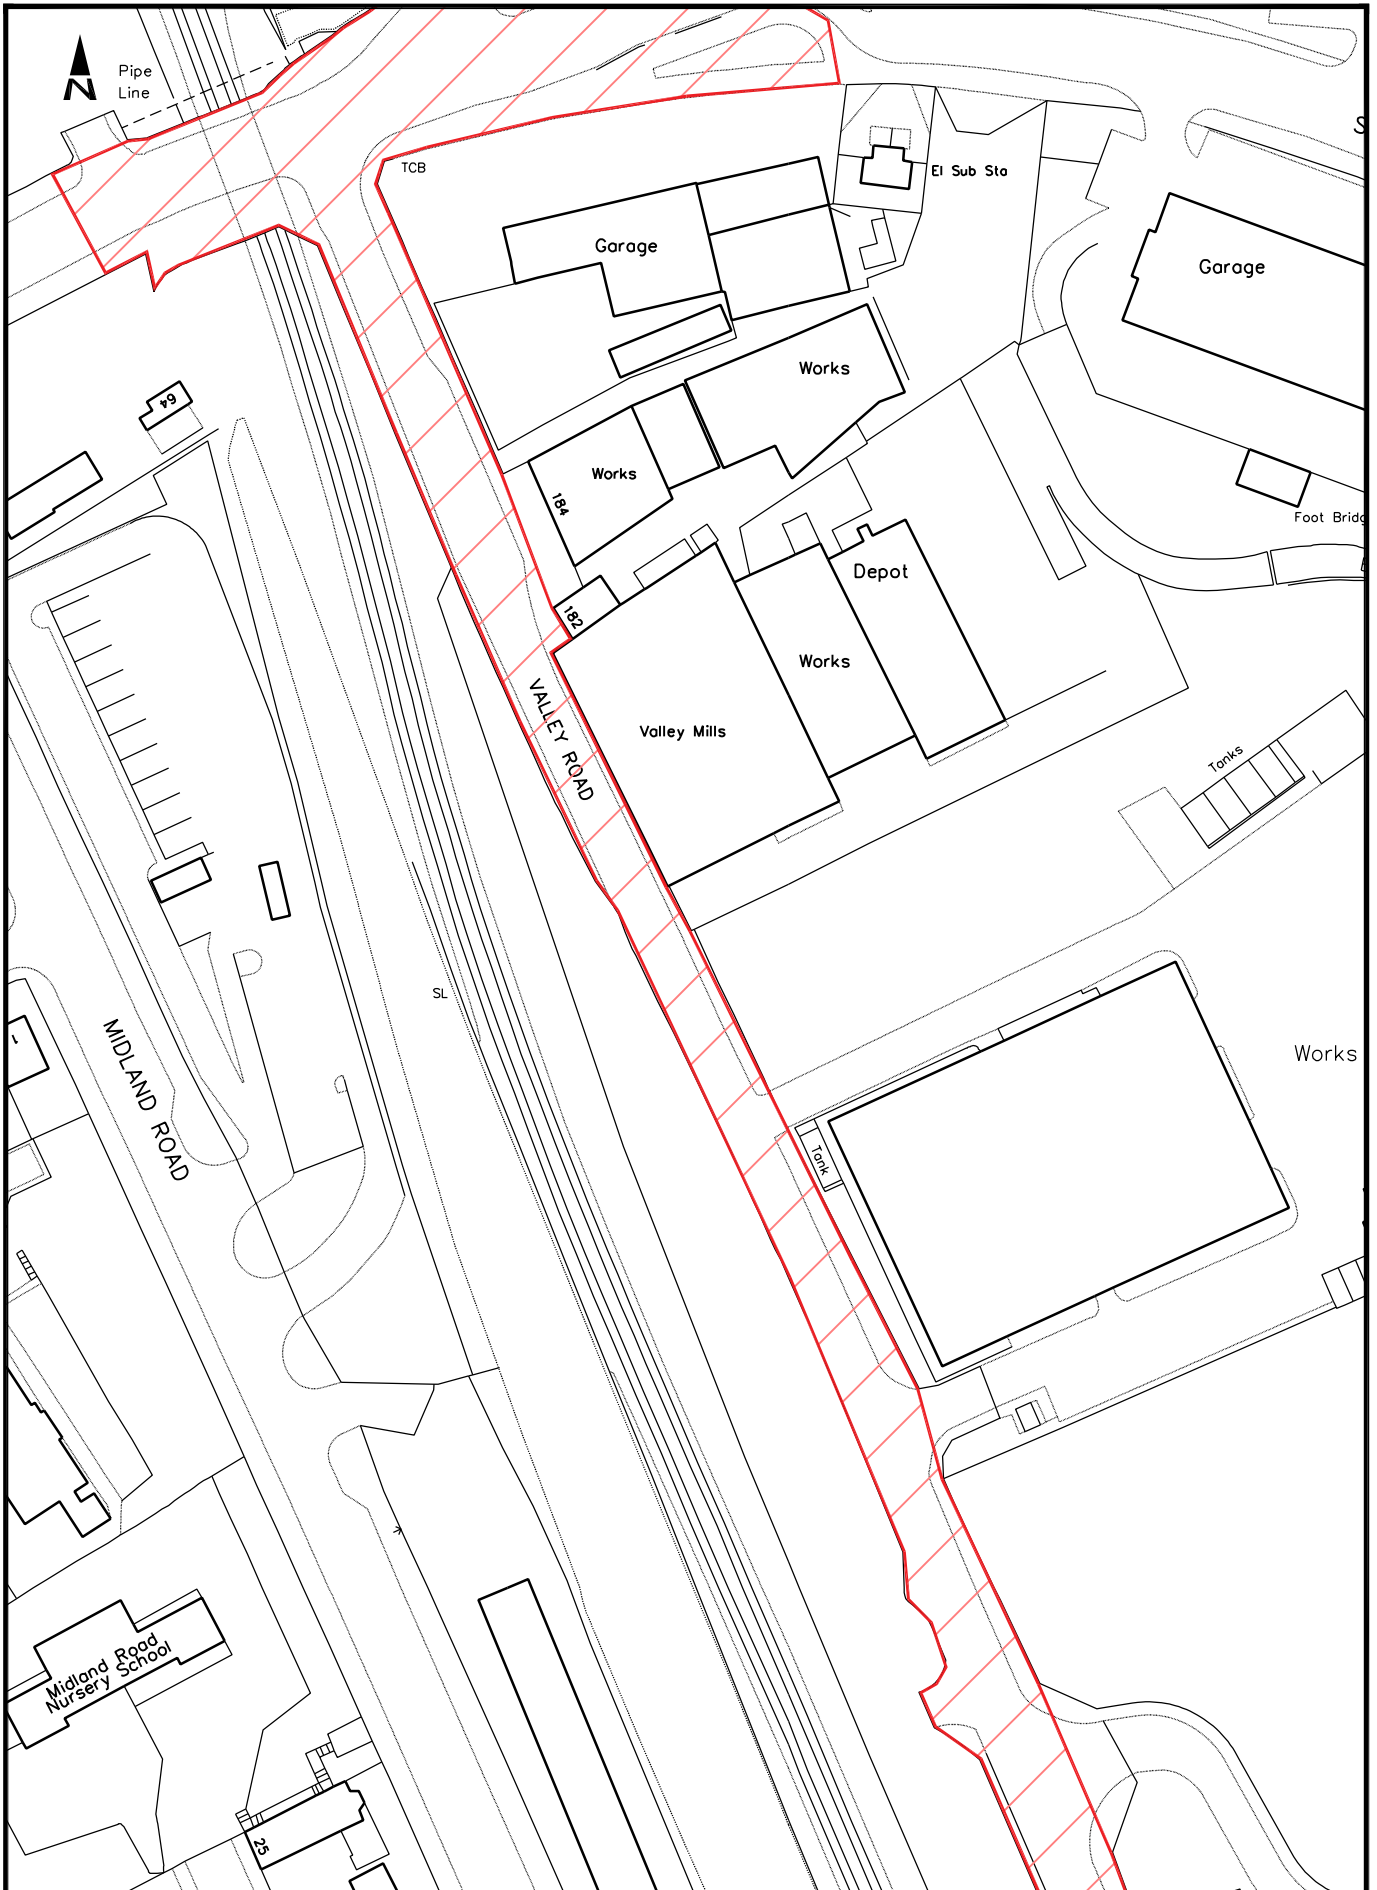 Pipe
Line
N
TCB
El Sub Sta
Garage
Garage
Works
64
Works
184
Foot Bridg
Depot
182
Works
VALLEY ROAD
Valley Mills
Tanks
SL
MIDLAND ROAD
Works
Tank
Midland Road
Nursery School
25